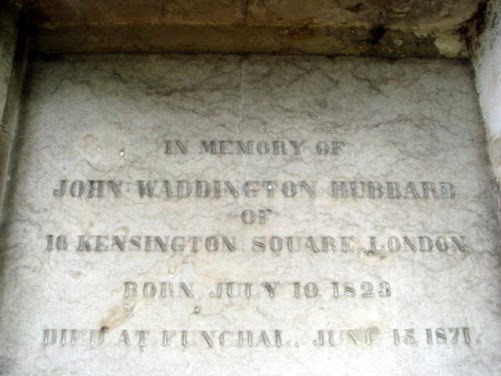 IN MEMORY OF
JOHN WADDINGTON HUBBARD
OF
16 KENSINGTON SQUARE, LONDON
BORN JULY 10, 1823
DIED AT FUNCHAL, JUNE 15, 1871.